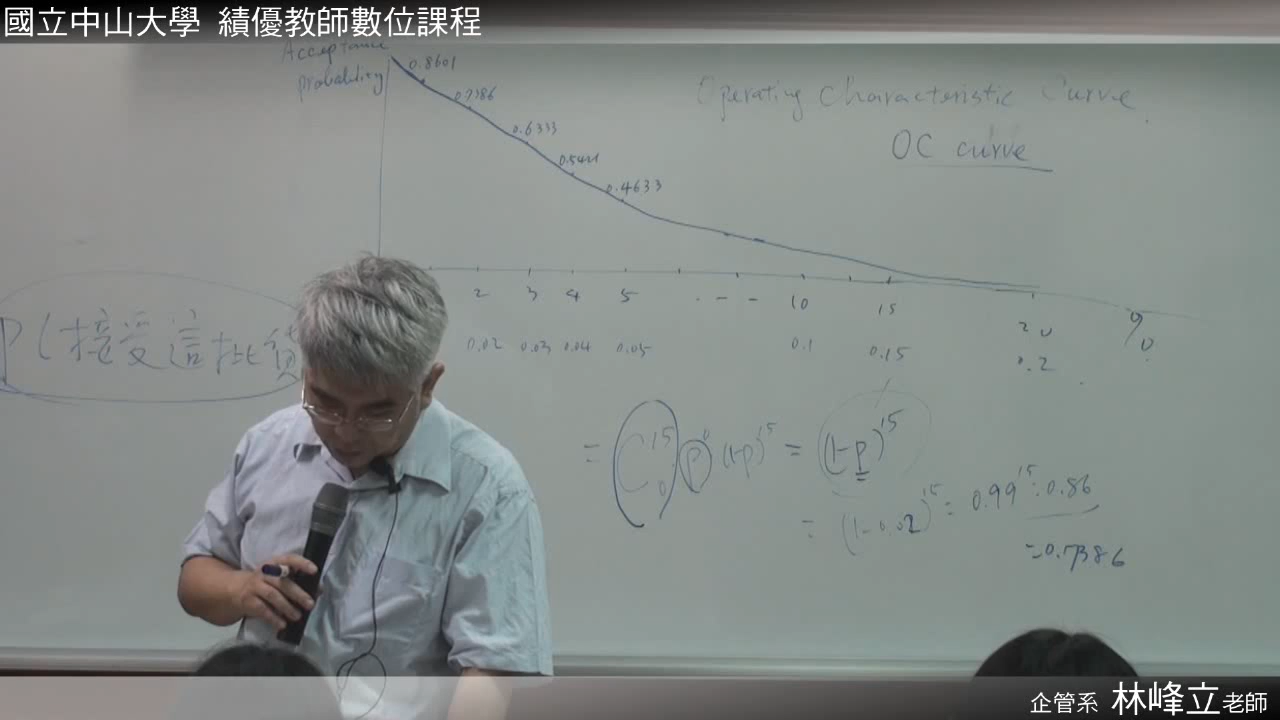 國立中山大學 績優教師數位課程
Acceptance
probability
0.8601
0.7386
0.6333
0.4633
Operating Characteristic Curve
OC curve
2 3 4 5 . - - 10 15 20 %
0.02 0.03 0.04 0.05 0.1 0.15 0.2
P(接受這批貨
= C 15 0 p^0 (1-p)^15 = (1-p)^15
= (1-0.02)^15 = 0.99^15 = 0.86
=0.7386
企管系 林峰立老師